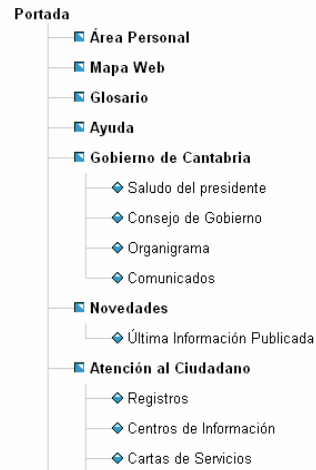 Portada
Área Personal
Mapa Web
Glosario
Ayuda
Gobierno de Cantabria
Saludo del presidente
Consejo de Gobierno
Organigrama
Comunicados
Novedades
Última Información Publicada
Atención al Ciudadano
Registros
Centros de Información
Cartas de Servicios